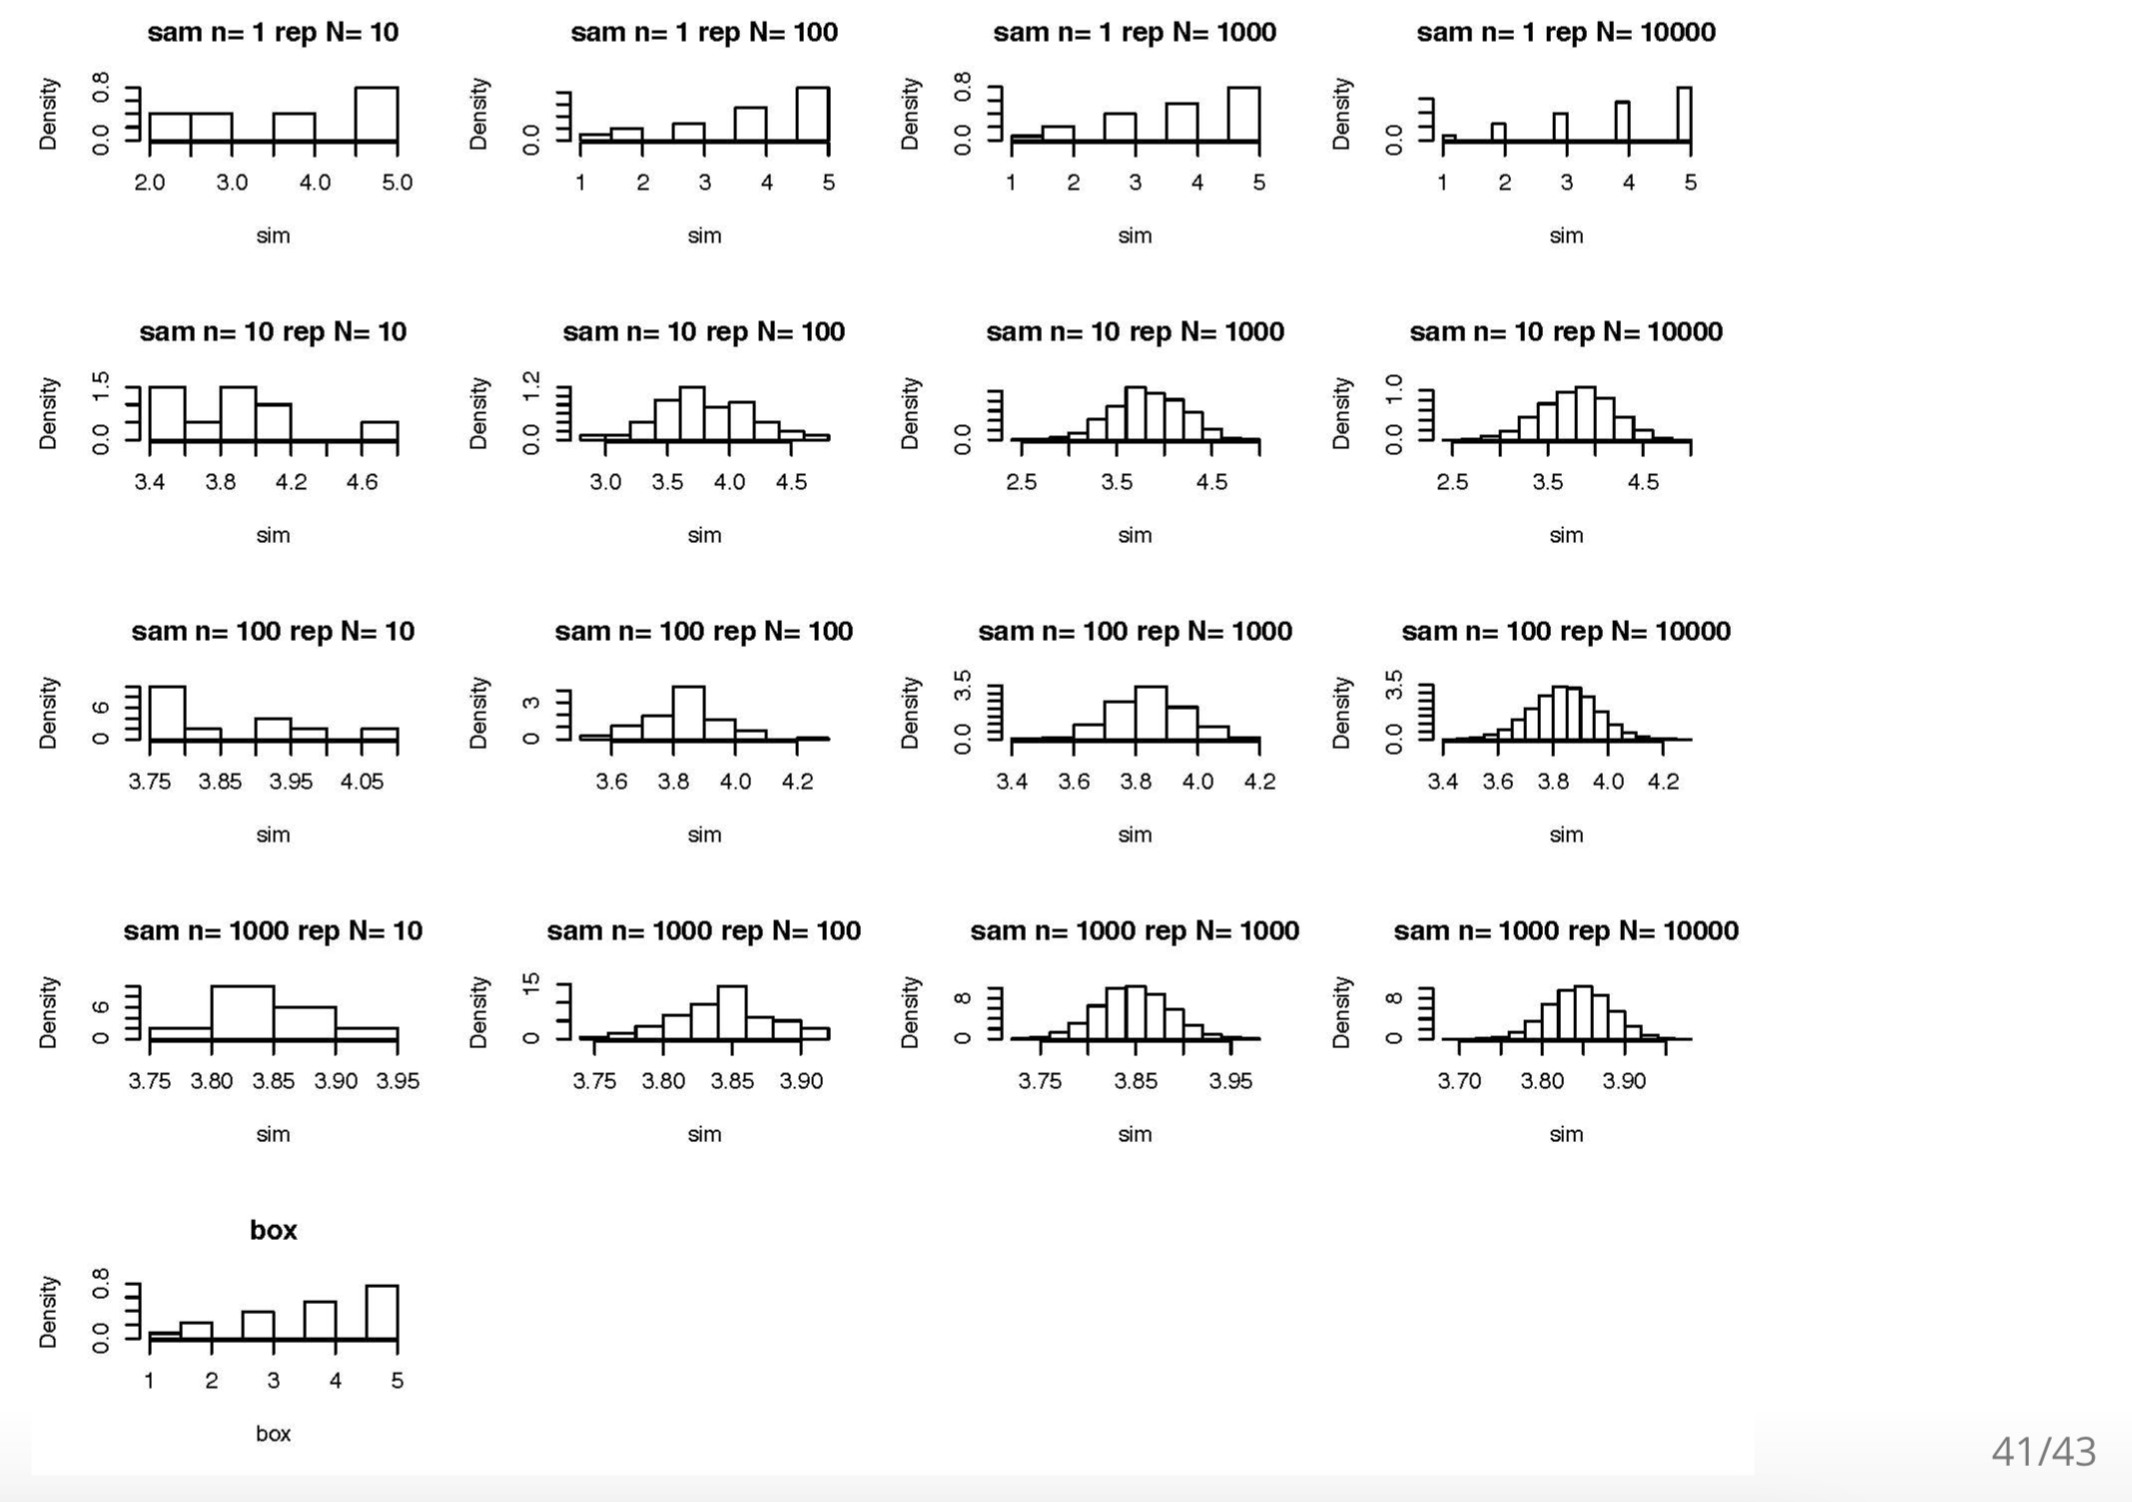 sam n= 1 rep N= 10
Density
0.0 0.8
2.0 3.0 4.0 5.0
sim
sam n= 1 rep N= 100
Density
0.0
1 2 3 4 5
sim
sam n= 1 rep N= 1000
Density
0.0 0.8
1 2 3 4 5
sim
sam n= 1 rep N= 10000
Density
0.0
1 2 3 4 5
sim
sam n= 10 rep N= 10
Density
0.0 1.5
3.4 3.8 4.2 4.6
sim
sam n= 10 rep N= 100
Density
0.0 1.2
3.0 3.5 4.0 4.5
sim
sam n= 10 rep N= 1000
Density
0.0
2.5 3.5 4.5
sim
sam n= 10 rep N= 10000
Density
0.0 1.0
2.5 3.5 4.5
sim
sam n= 100 rep N= 10
Density
0 6
3.75 3.85 3.95 4.05
sim
sam n= 100 rep N= 100
Density
0 3
3.6 3.8 4.0 4.2
sim
sam n= 100 rep N= 1000
Density
0.0 3.5
3.4 3.6 3.8 4.0 4.2
sim
sam n= 100 rep N= 10000
Density
0.0 3.5
3.4 3.6 3.8 4.0 4.2
sim
sam n= 1000 rep N= 10
Density
0 6
3.75 3.80 3.85 3.90 3.95
sim
sam n= 1000 rep N= 100
Density
0 15
3.75 3.80 3.85 3.90
sim
sam n= 1000 rep N= 1000
Density
0 8
3.75 3.85 3.95
sim
sam n= 1000 rep N= 10000
Density
0 8
3.70 3.80 3.90
sim
box
Density
0.0 0.8
1 2 3 4 5
box
41/43